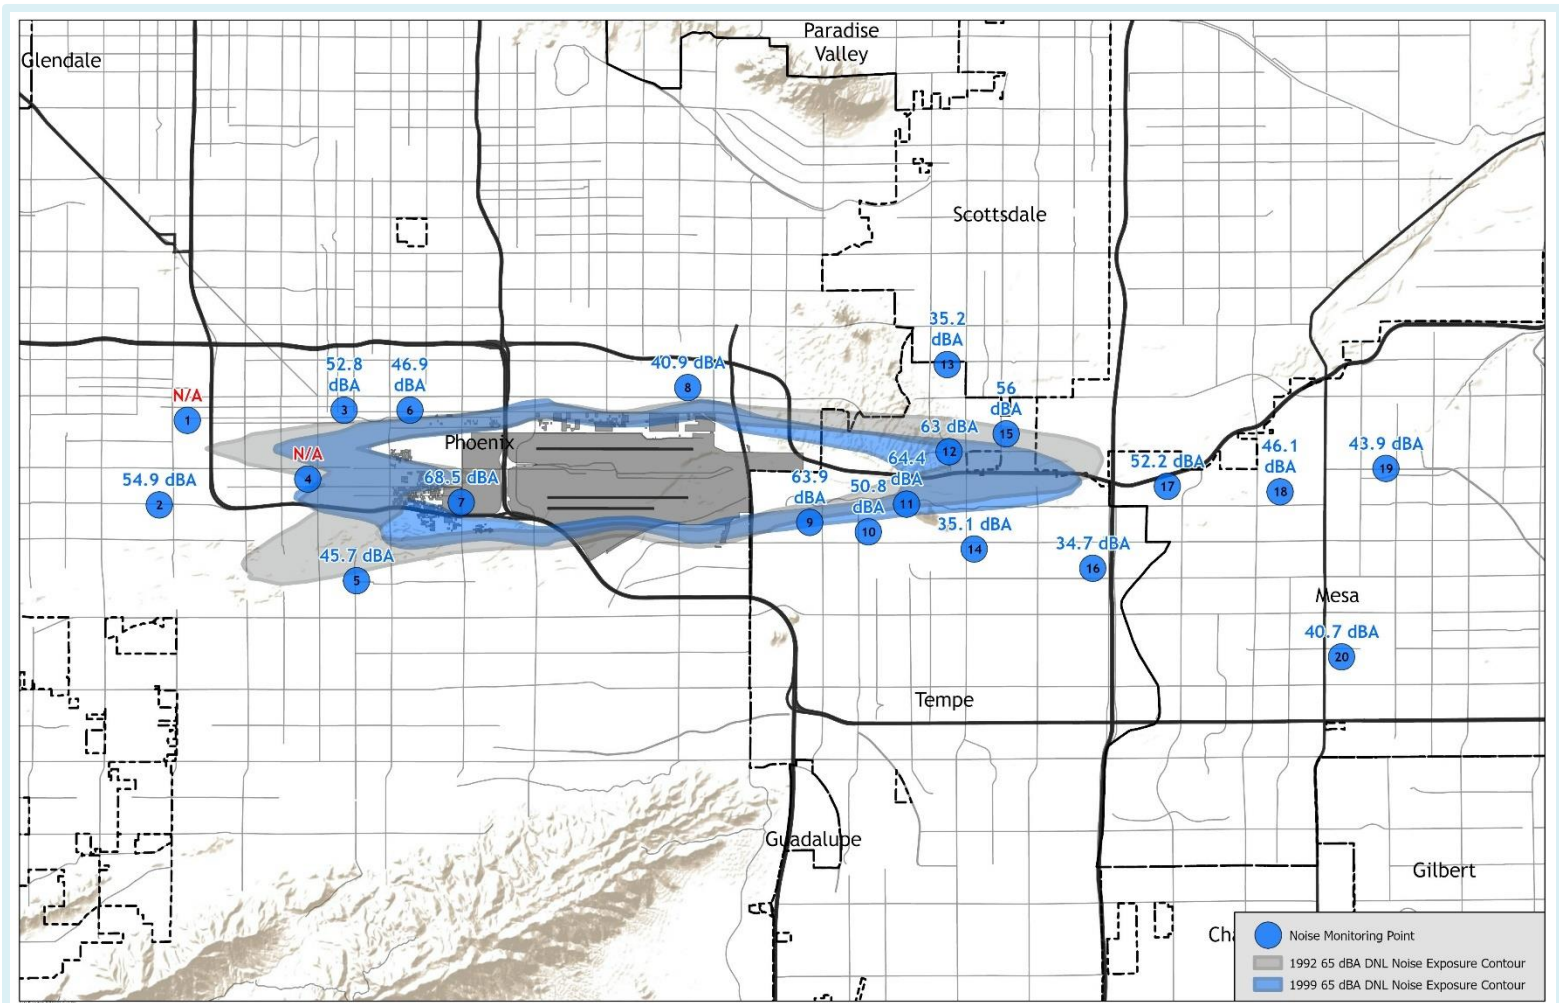 Paradise
Valley
Glendale
Scottsdale
35.2
dBA
13
52.8
dBA
3
46.9
dBA
6
40.9 dBA
8
N/A
1
56
dBA
15
63 dBA
12
Phoenix
N/A
4
54.9 dBA
2
68.5 dBA
7
63.9
dBA
9
50.8
dBA
10
64.4
dBA
11
35.1 dBA
14
52.2 dBA
17
46.1
dBA
18
43.9 dBA
19
45.7 dBA
5
34.7 dBA
16
Mesa
40.7 dBA
20
Tempe
Guadalupe
Gilbert
Noise Monitoring Point
1992 65 dBA DNL Noise Exposure Contour
1999 65 dBA DNL Noise Exposure Contour